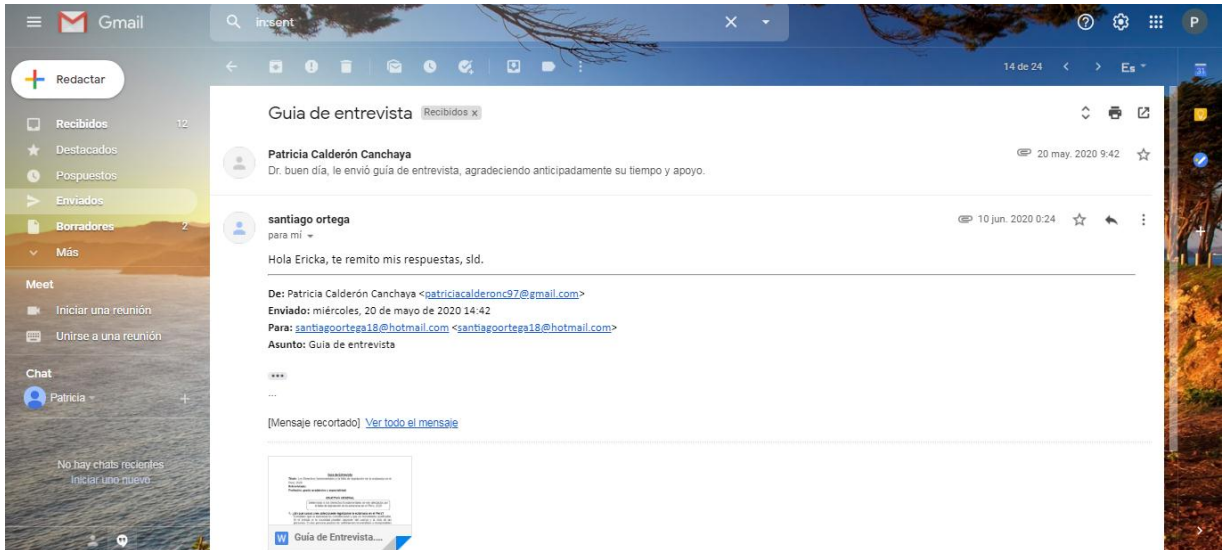 Gmail
in:sent
P
Redactar
14 de 24
Es
31
Guia de entrevista Recibidos x
Recibidos 12
Destacados
Pospuestos
Enviados
Borradores 2
Más
Patricia Calderón Canchaya
20 may. 2020 9:42
Dr. buen día, le envió guía de entrevista, agradeciendo anticipadamente su tiempo y apoyo.
santiago ortega
10 jun. 2020 0:24
para mí
Hola Ericka, te remito mis respuestas, sld.
Meet
Iniciar una reunión
Unirse a una reunión
De: Patricia Calderón Canchaya <patriciacalderonc97@gmail.com>
Enviado: miércoles, 20 de mayo de 2020 14:42
Para: santiagoortega18@hotmail.com <santiagoortega18@hotmail.com>
Asunto: Guia de entrevista
Chat
Patricia
...
[Mensaje recortado] Ver todo el mensaje
No hay chats recientes
Iniciar uno nuevo
W Guía de Entrevista....